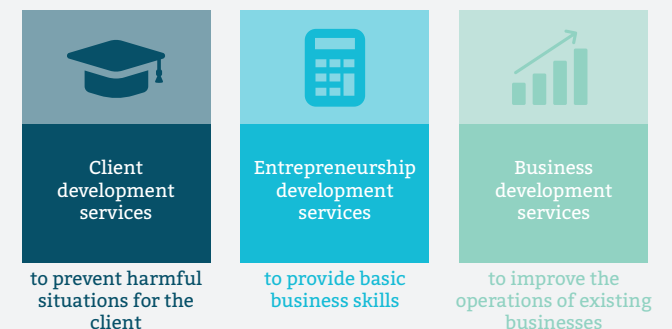 Client
development
services
to prevent harmful
situations for the
client
Entrepreneurship
development
services
to provide basic
business skills
Business
development
services
to improve the
operations of existing
businesses